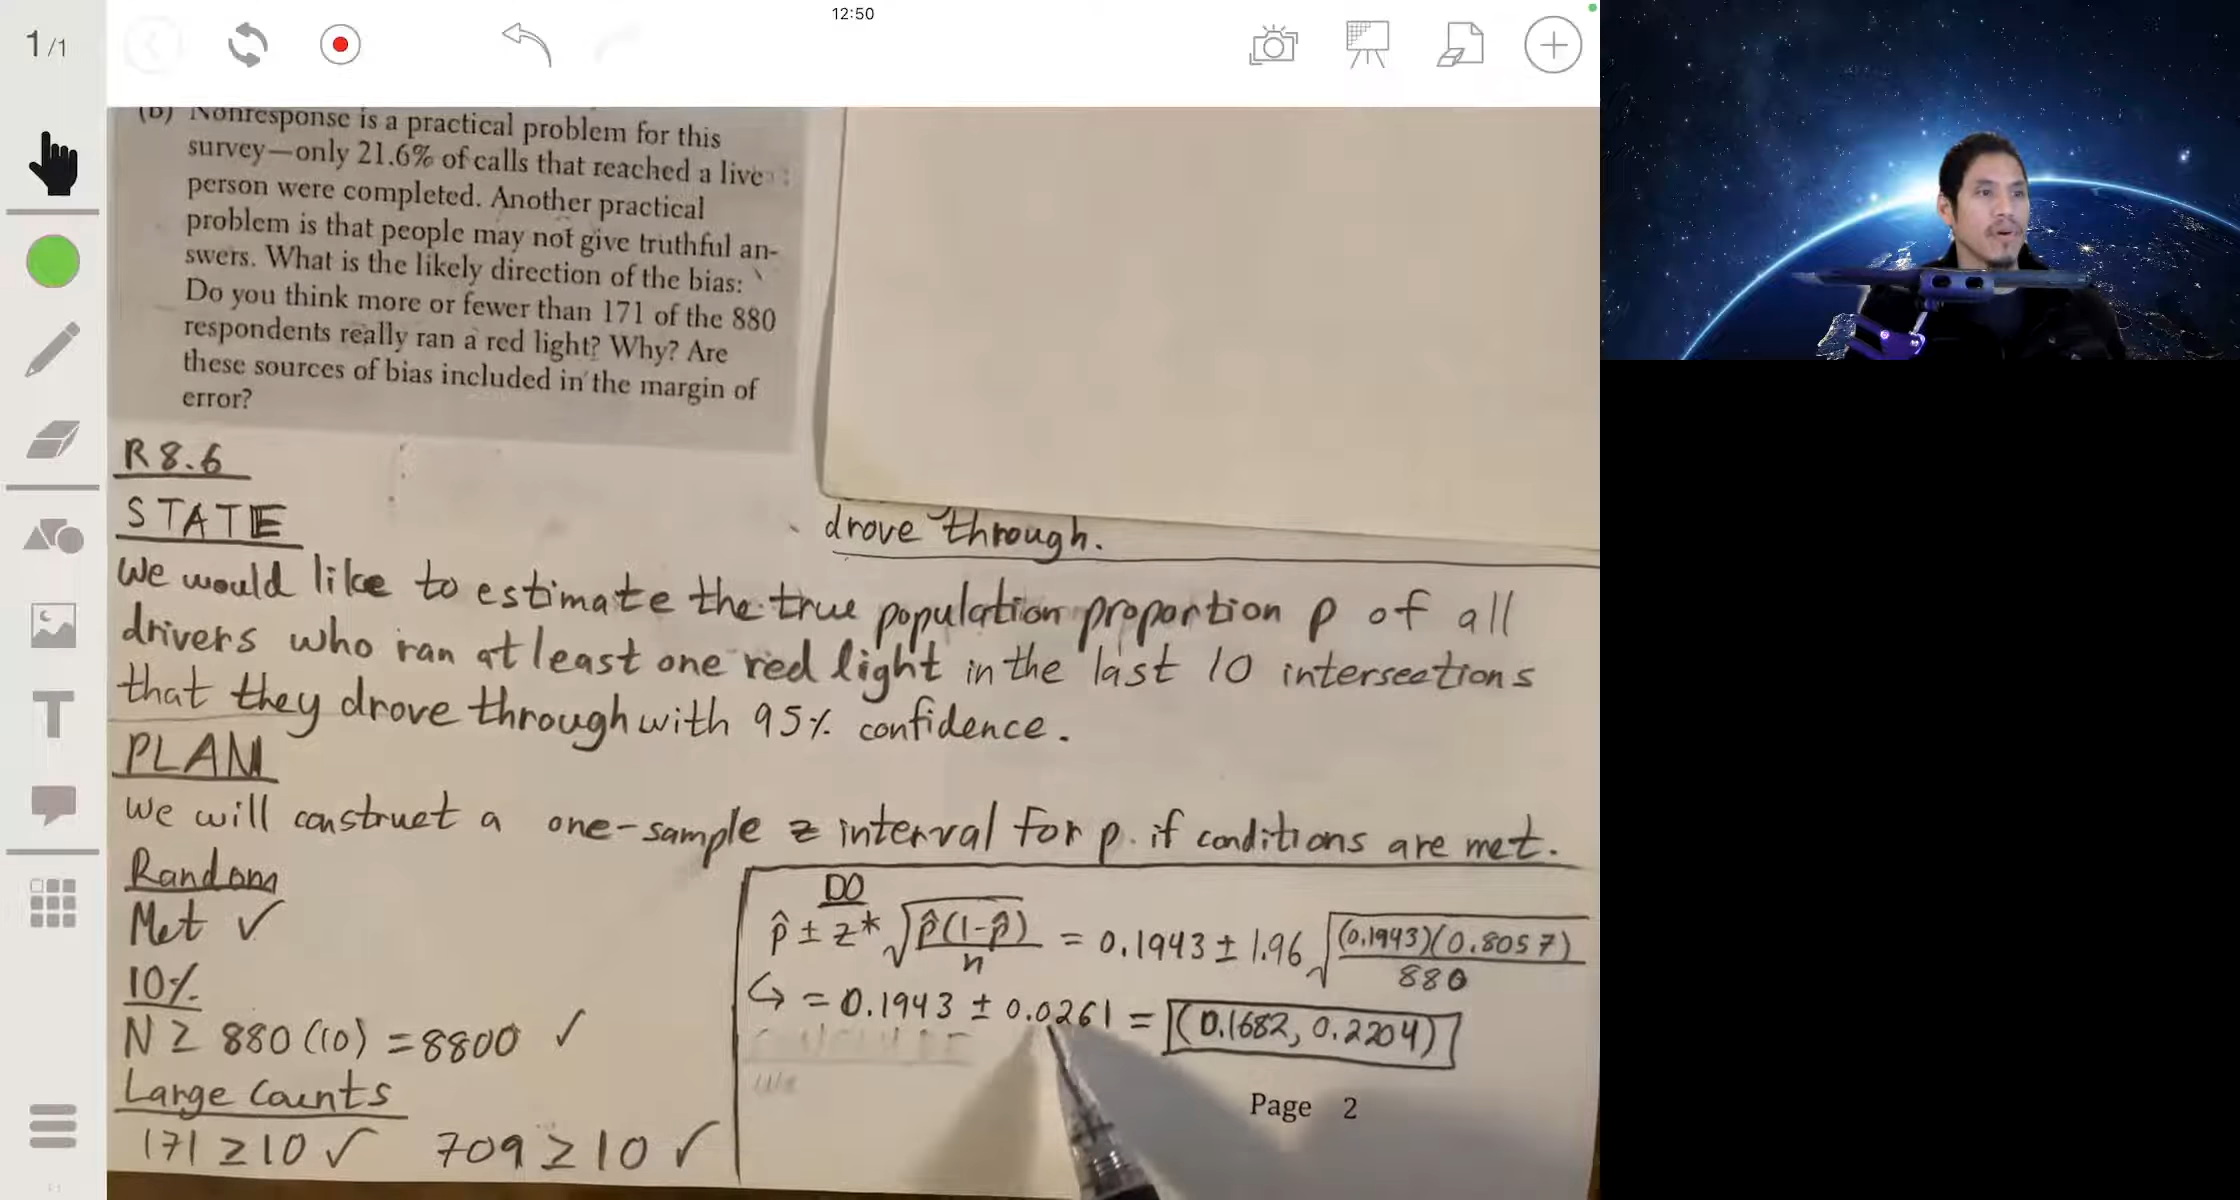 12:50
1/1
(b) Nonresponse is a practical problem for this
survey—only 21.6% of calls that reached a live
person were completed. Another practical
problem is that people may not give truthful an-
swers. What is the likely direction of the bias:
Do you think more or fewer than 171 of the 880
respondents really ran a red light? Why? Are
these sources of bias included in the margin of
error?
R8.6
STATE
drove through.
We would like to estimate the true population proportion p of all
drivers who ran at least one red light in the last 10 intersections
that they drove through with 95% confidence.
PLAN
We will construct a one-sample z interval for p if conditions are met.
Random
Met ✓
10%
N ≥ 880 (10) = 8800 ✓
Large Counts
171 ≥ 10 ✓ 709 ≥ 10 ✓
DO
p̂ ± z* √p̂(1-p̂)/n = 0.1943 ± 1.96 √(0.1943)(0.8057)/880
↪ = 0.1943 ± 0.0261 = (0.1682, 0.2204)
We
Page 2
T